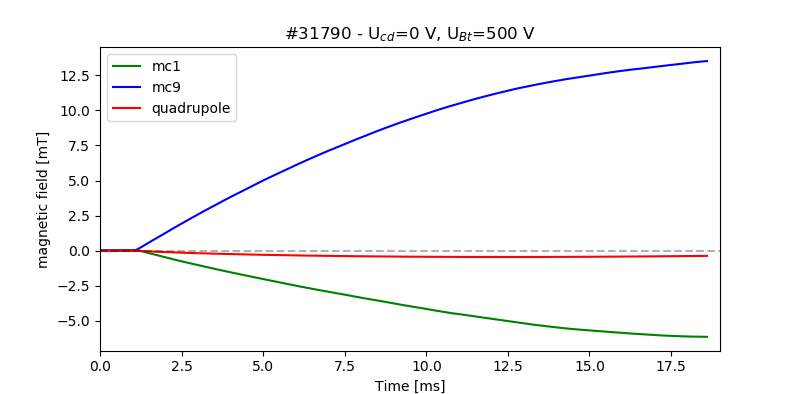 #31790 - U_cd=0 V, U_Bt=500 V
mc1
mc9
quadrupole
magnetic field [mT]
12.5
10.0
7.5
5.0
2.5
0.0
−2.5
−5.0
0.0 2.5 5.0 7.5 10.0 12.5 15.0 17.5
Time [ms]